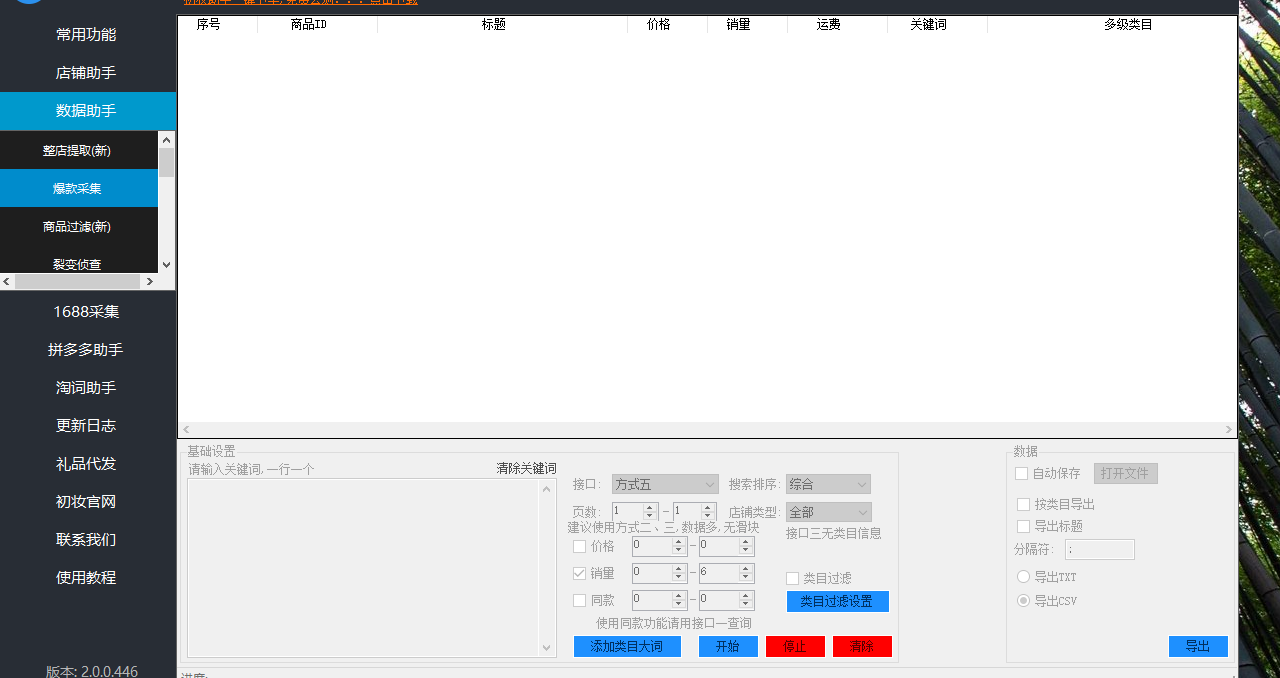 常用功能
店铺助手
数据助手
整店提取(新)
爆款采集
商品过滤(新)
裂变侦查
1688采集
拼多多助手
淘词助手
更新日志
礼品代发
初妆官网
联系我们
使用教程
版本: 2.0.0.446
序号 商品ID 标题 价格 销量 运费 关键词 多级类目
基础设置
请输入关键词, 一行一个 清除关键词
接口: 方式五 搜索排序: 综合
页数: 1 - 1 店铺类型: 全部
建议使用方式二、三, 数据多, 无滑块
接口三无类目信息
价格 0 - 0
销量 0 - 6
类目过滤
同款 0 - 0
类目过滤设置
使用同款功能请用接口一查询
添加类目大词 开始 停止 清除
数据
自动保存 打开文件
按类目导出
导出标题
分隔符: ;
导出TXT
导出CSV
导出